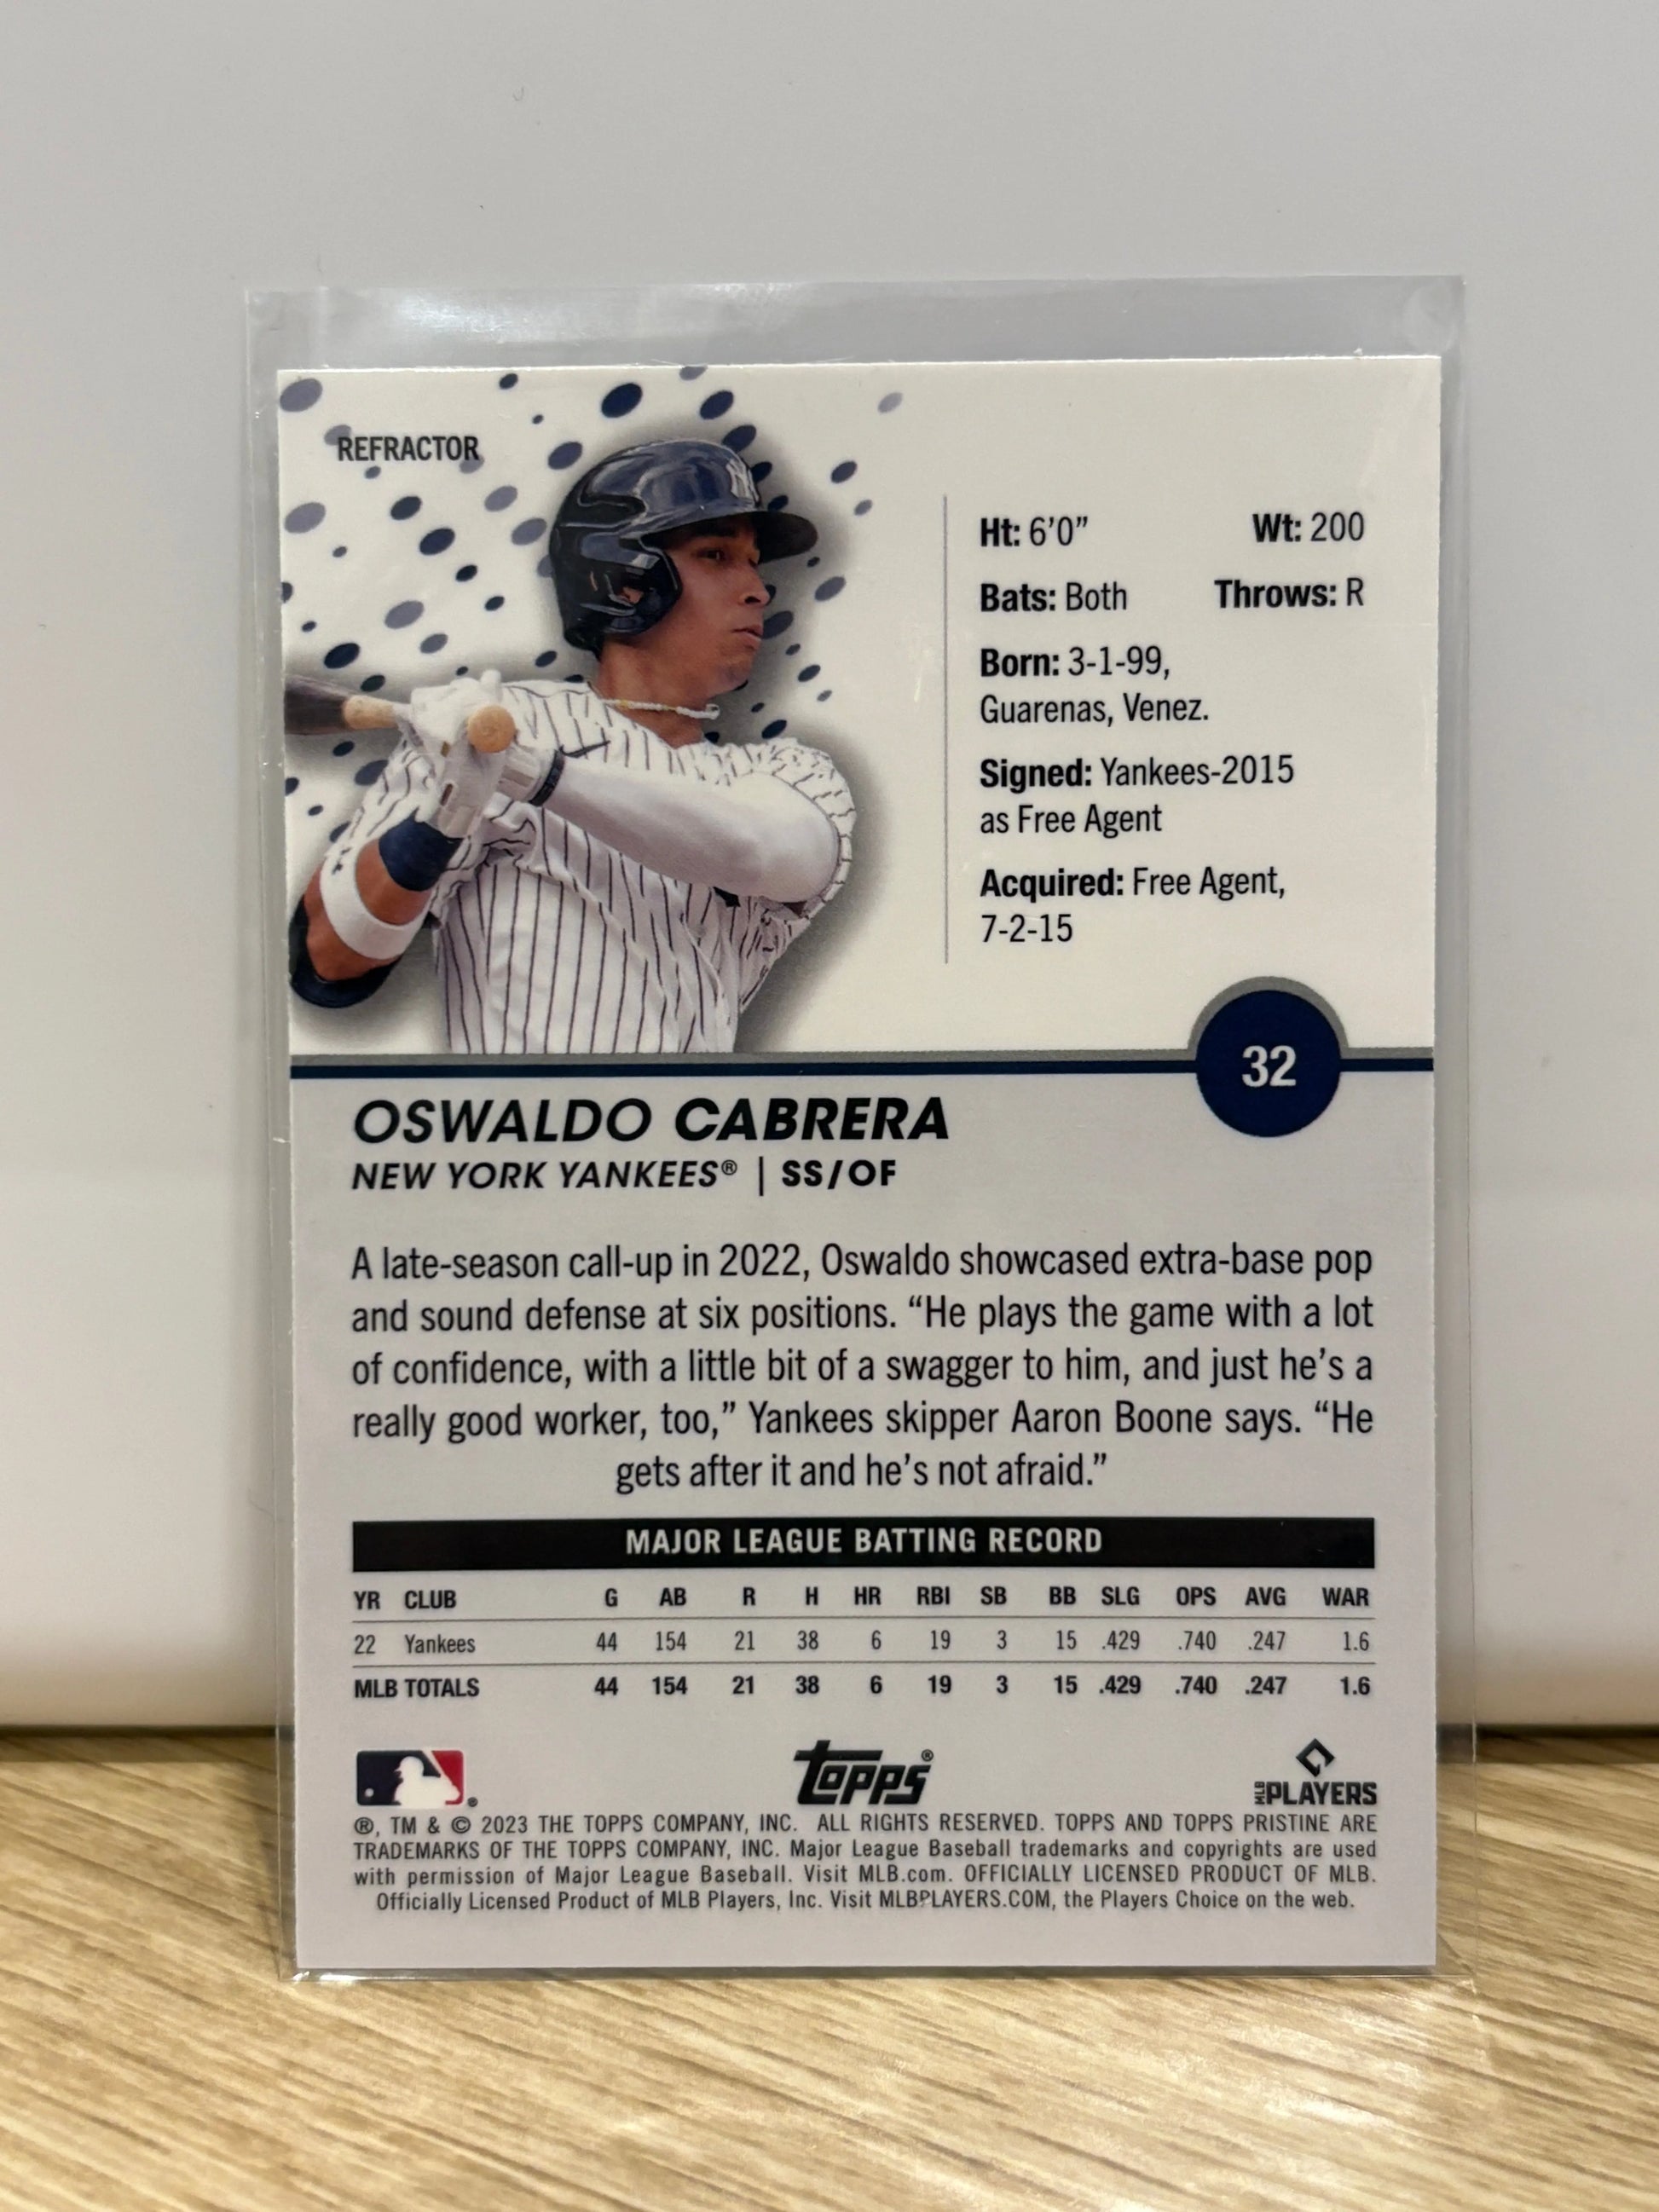 REFRACTOR
Ht: 6’0” Wt: 200
Bats: Both Throws: R
Born: 3-1-99,
Guarenas, Venez.
Signed: Yankees-2015
as Free Agent
Acquired: Free Agent,
7-2-15
32
OSWALDO CABRERA
NEW YORK YANKEES® | SS/OF
A late-season call-up in 2022, Oswaldo showcased extra-base pop
and sound defense at six positions. “He plays the game with a lot
of confidence, with a little bit of a swagger to him, and just he’s a
really good worker, too,” Yankees skipper Aaron Boone says. “He
gets after it and he’s not afraid.”
MAJOR LEAGUE BATTING RECORD
YR CLUB G AB R H HR RBI SB BB SLG OPS AVG WAR
22 Yankees 44 154 21 38 6 19 3 15 .429 .740 .247 1.6
MLB TOTALS 44 154 21 38 6 19 3 15 .429 .740 .247 1.6
® Topps® MLB PLAYERS
®, TM & © 2023 THE TOPPS COMPANY, INC. ALL RIGHTS RESERVED. TOPPS AND TOPPS PRISTINE ARE
TRADEMARKS OF THE TOPPS COMPANY, INC. Major League Baseball trademarks and copyrights are used
with permission of Major League Baseball. Visit MLB.com. OFFICIALLY LICENSED PRODUCT OF MLB.
Officially Licensed Product of MLB Players, Inc. Visit MLBPLAYERS.COM, the Players Choice on the web.